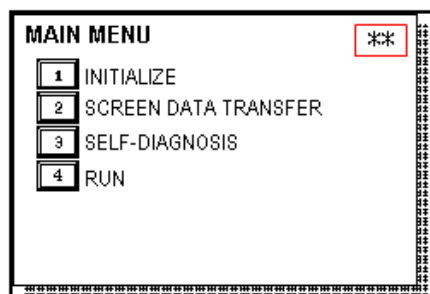 MAIN MENU **
1 INITIALIZE
2 SCREEN DATA TRANSFER
3 SELF-DIAGNOSIS
4 RUN